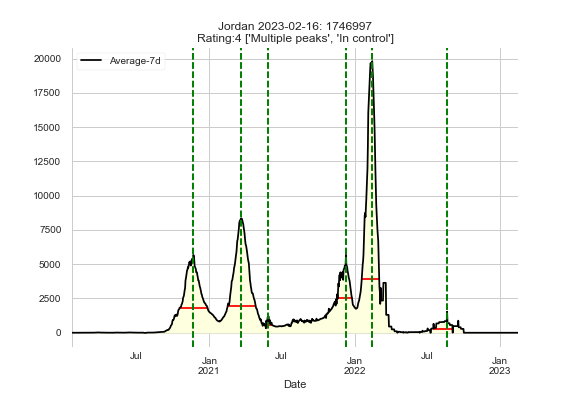 Jordan 2023-02-16: 1746997
Rating:4 ['Multiple peaks', 'In control']
Average-7d
20000
17500
15000
12500
10000
7500
5000
2500
0
Jul
Jan
2021
Jul
Jan
2022
Jul
Jan
2023
Date